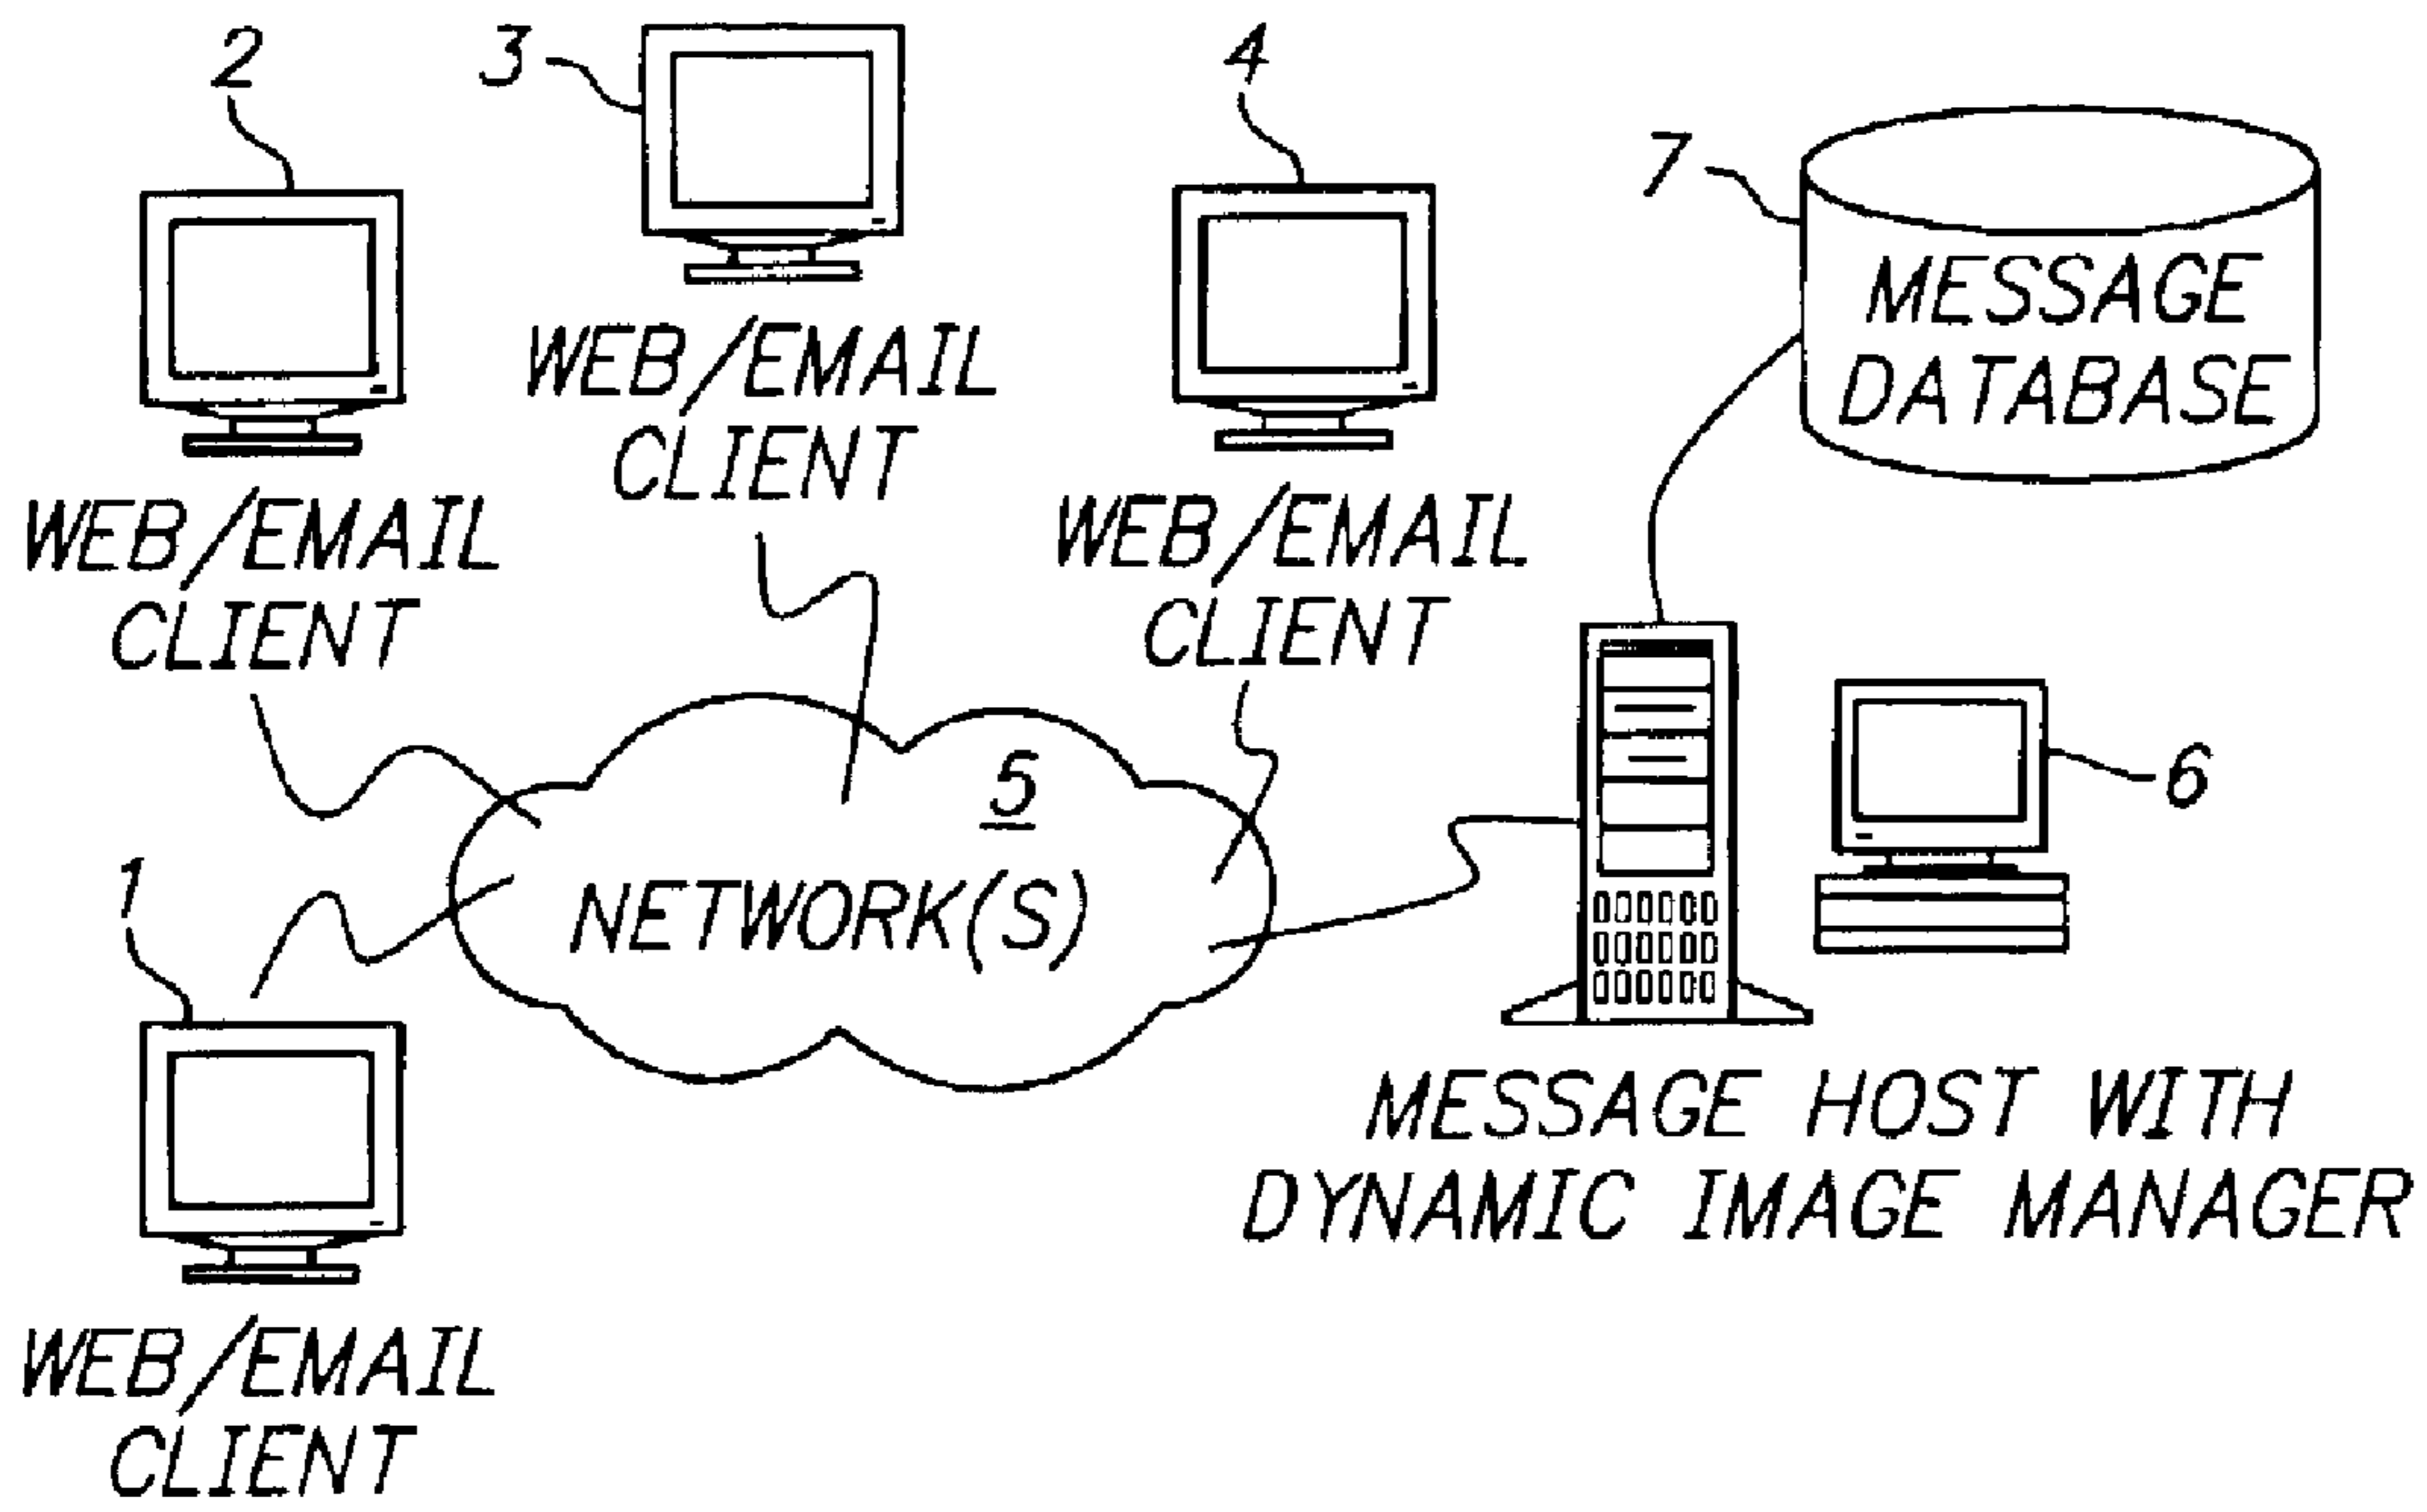 2
3
4
7
MESSAGE
DATABASE
WEB/EMAIL
CLIENT
WEB/EMAIL
CLIENT
WEB/EMAIL
CLIENT
5
NETWORK(S)
6
1
MESSAGE HOST WITH
DYNAMIC IMAGE MANAGER
WEB/EMAIL
CLIENT